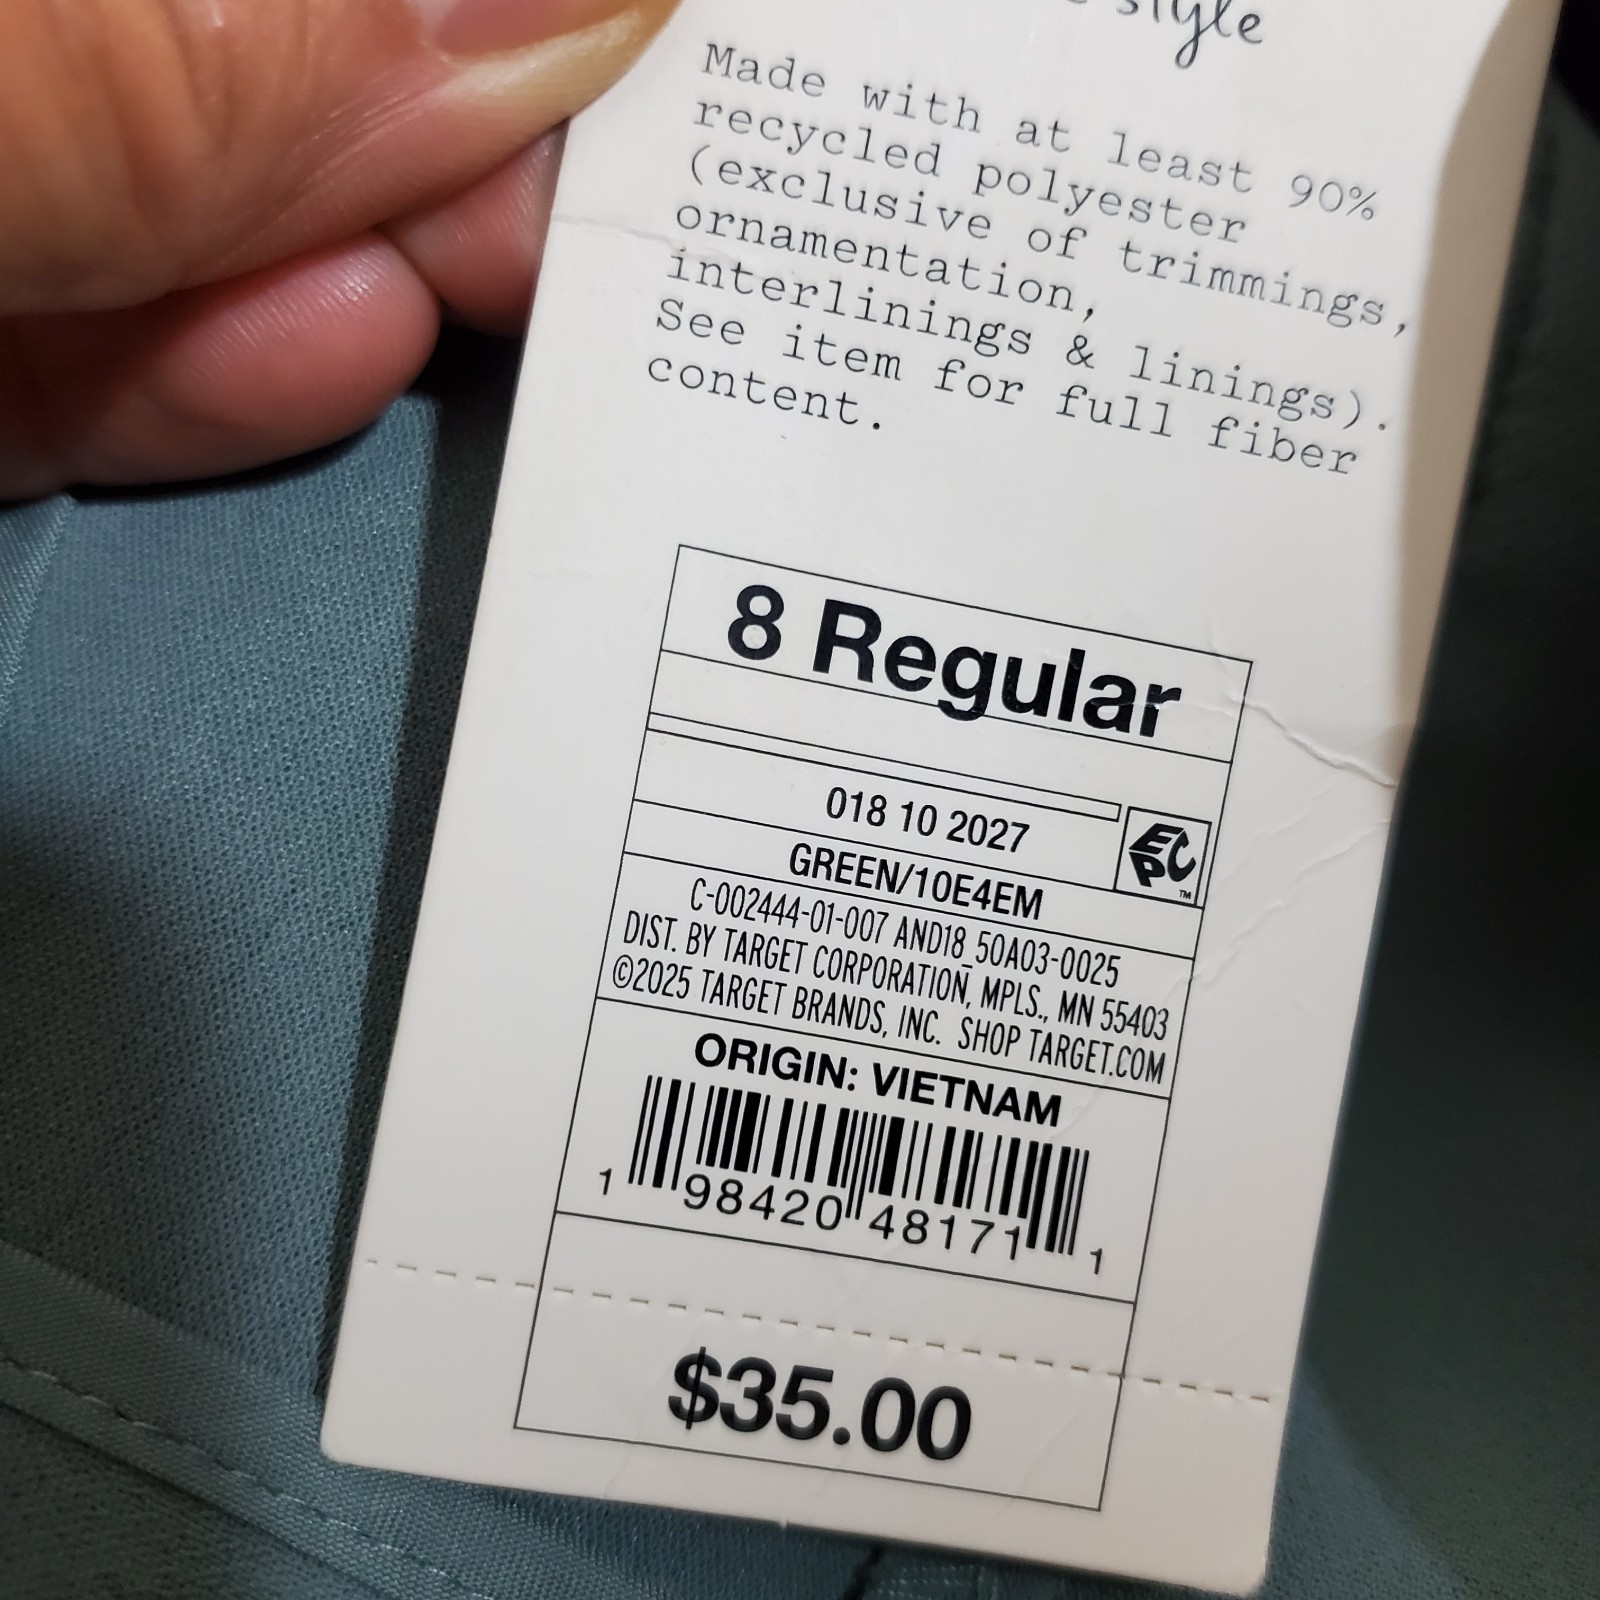 style
Made with at least 90%
recycled polyester
(exclusive of trimmings,
ornamentation,
interlinings & linings).
See item for full fiber
content.
8 Regular
018 10 2027
EPC™
GREEN/10E4EM
C-002444-01-007 AND18_50A03-0025
DIST. BY TARGET CORPORATION, MPLS., MN 55403
©2025 TARGET BRANDS, INC. SHOP TARGET.COM
ORIGIN: VIETNAM
1 98420 48171 1
$35.00